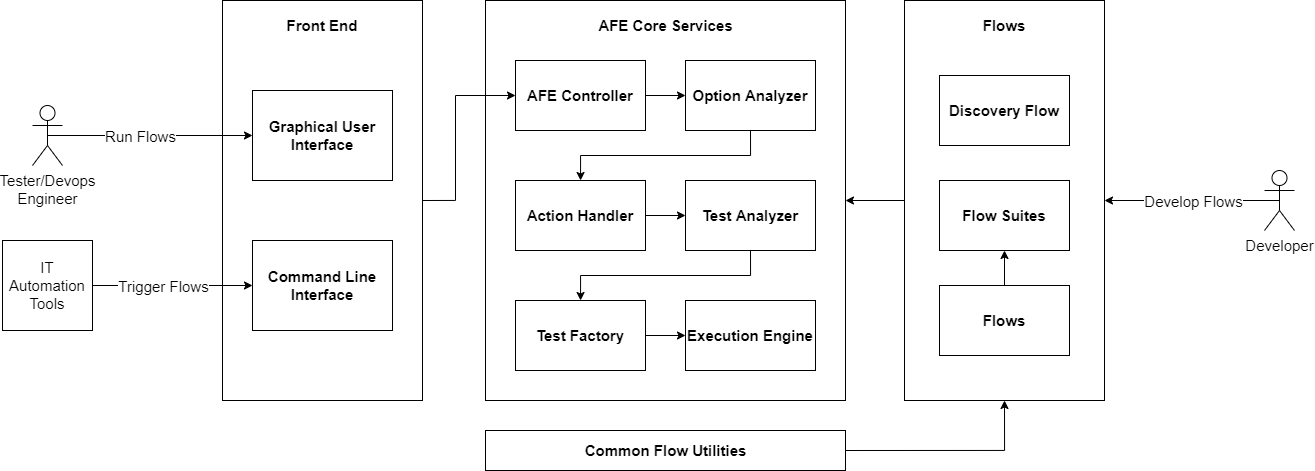 Front End
AFE Core Services
Flows
AFE Controller
Option Analyzer
Discovery Flow
Graphical User
Interface
Run Flows
Tester/Devops
Engineer
Action Handler
Test Analyzer
Flow Suites
Develop Flows
Developer
IT
Automation
Tools
Trigger Flows
Command Line
Interface
Test Factory
Execution Engine
Flows
Common Flow Utilities